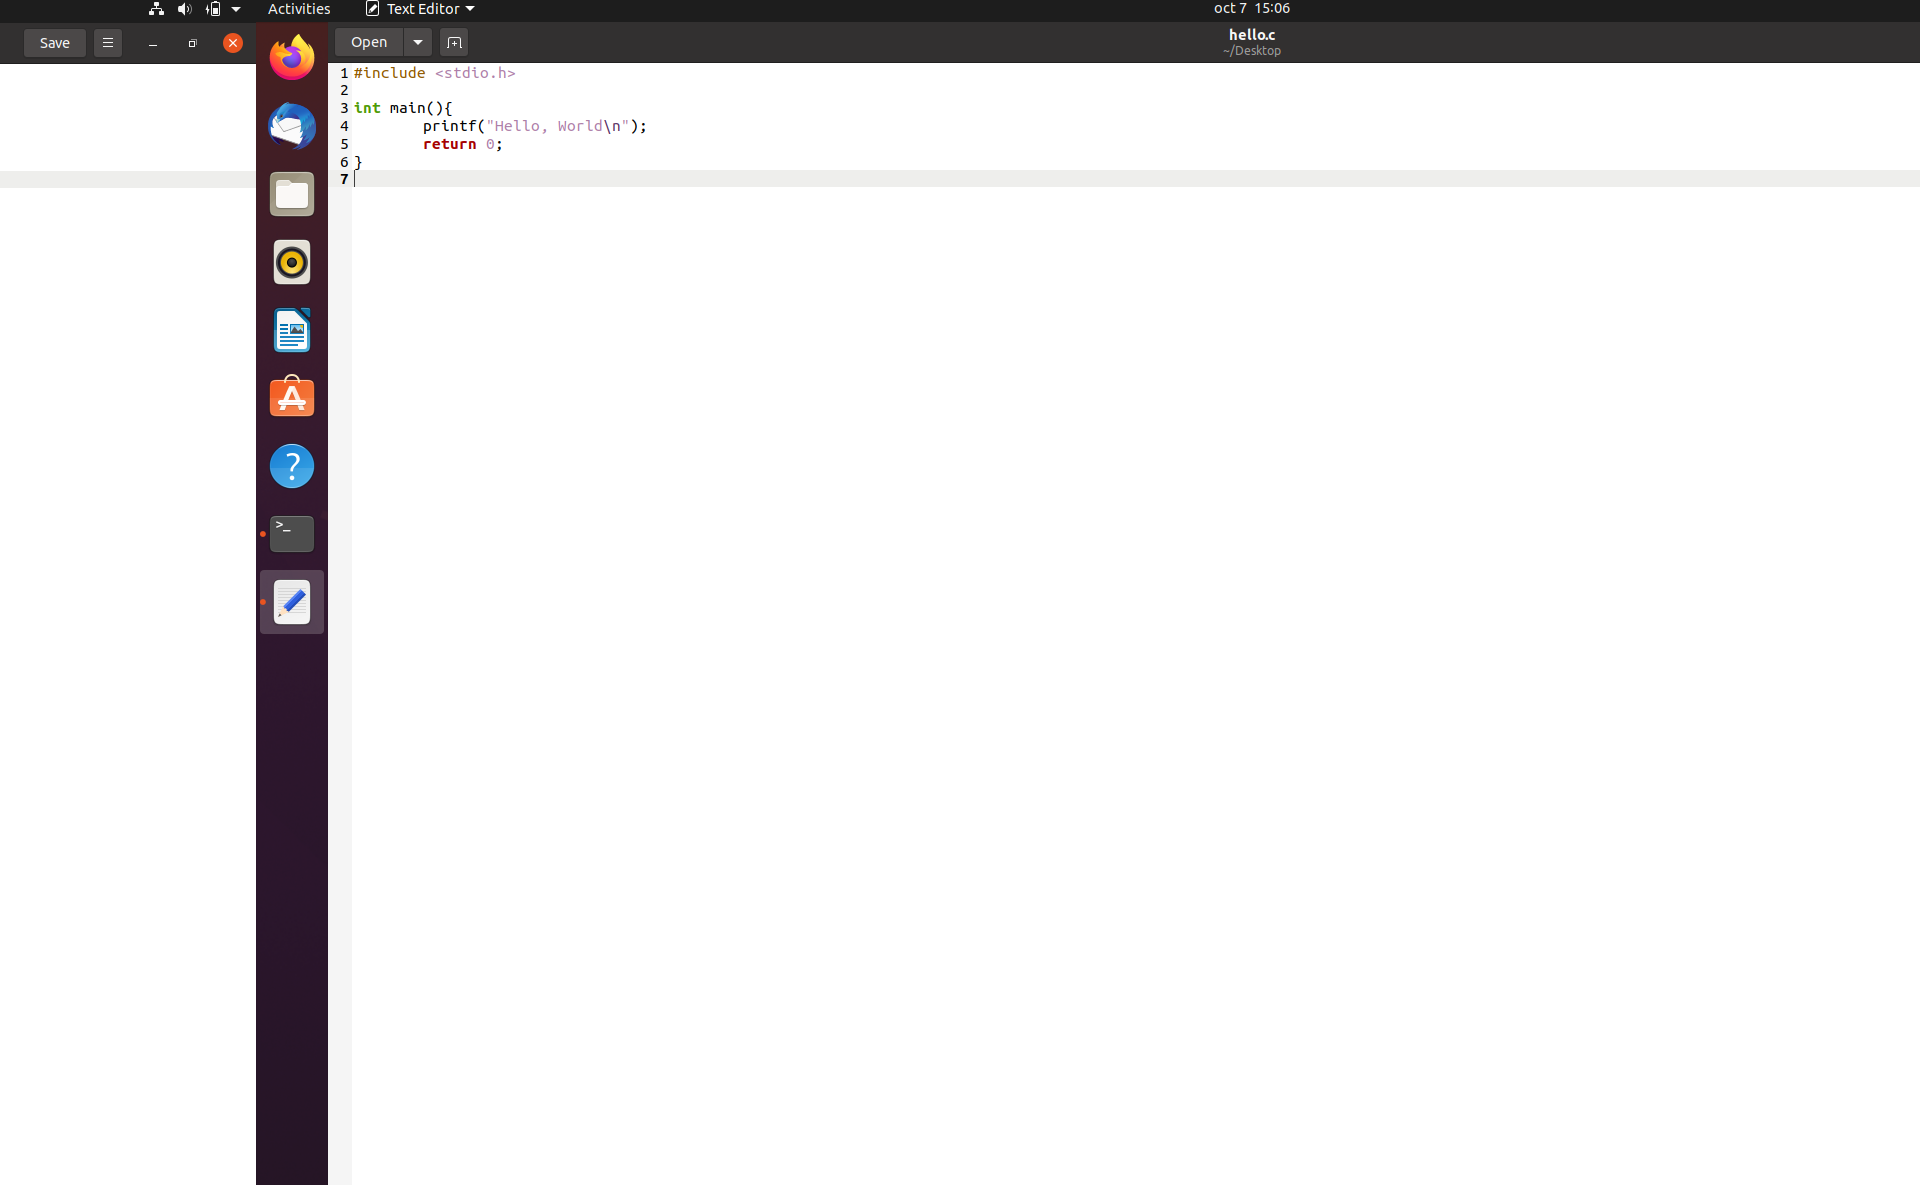 Activities Text Editor oct 7 15:06
Save Open hello.c
~/Desktop
1 #include <stdio.h>
2
3 int main(){
4 printf("Hello, World\n");
5 return 0;
6 }
7
>_